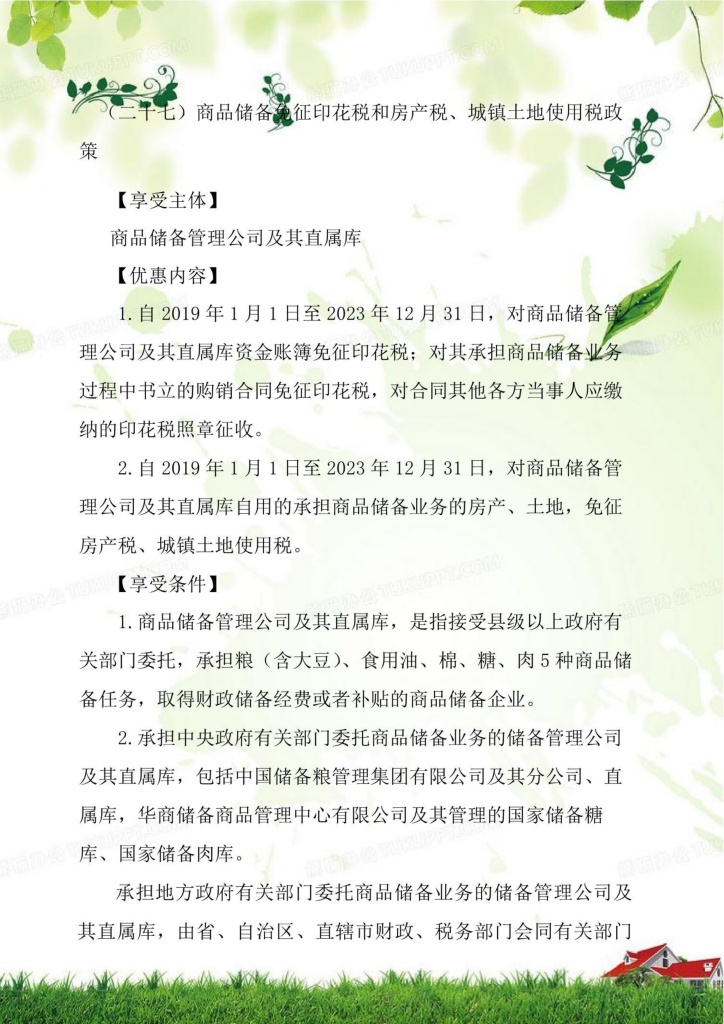 （二十七）商品储备免征印花税和房产税、城镇土地使用税政
策
【享受主体】
商品储备管理公司及其直属库
【优惠内容】
1.自 2019 年 1 月 1 日至 2023 年 12 月 31 日，对商品储备管
理公司及其直属库资金账簿免征印花税；对其承担商品储备业务
过程中书立的购销合同免征印花税，对合同其他各方当事人应缴
纳的印花税照章征收。
2.自 2019 年 1 月 1 日至 2023 年 12 月 31 日，对商品储备管
理公司及其直属库自用的承担商品储备业务的房产、土地，免征
房产税、城镇土地使用税。
【享受条件】
1.商品储备管理公司及其直属库，是指接受县级以上政府有
关部门委托，承担粮（含大豆）、食用油、棉、糖、肉 5 种商品储
备任务，取得财政储备经费或者补贴的商品储备企业。
2.承担中央政府有关部门委托商品储备业务的储备管理公司
及其直属库，包括中国储备粮管理集团有限公司及其分公司、直
属库，华商储备商品管理中心有限公司及其管理的国家储备糖
库、国家储备肉库。
承担地方政府有关部门委托商品储备业务的储备管理公司及
其直属库，由省、自治区、直辖市财政、税务部门会同有关部门